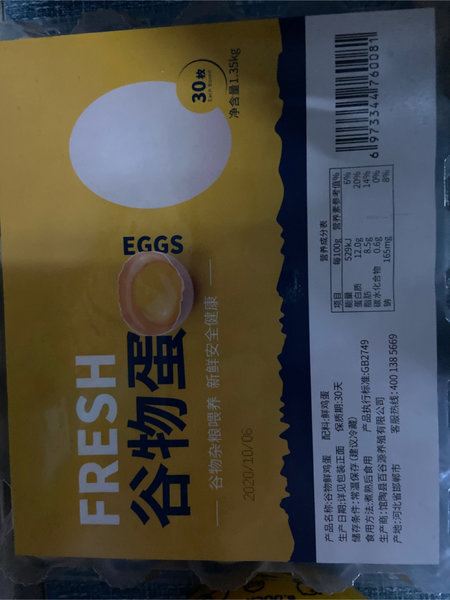 30枚
净含量1.35kg
EGGS
FRESH
谷物蛋
谷物杂粮喂养 新鲜安全健康
2020/10/06
6 973344 760081
营养成分表
项目 每100g 营养素参考值%
能量 529kJ 6%
蛋白质 12.0g 20%
脂肪 8.5g 14%
碳水化合物 0.6g 0%
钠 165mg 8%
产品名称:谷物鲜鸡蛋 配料:鲜鸡蛋
生产日期:详见包装正面 保质期:30天
储存条件:常温保存 (建议冷藏)
食用方法:煮熟后食用 产品执行标准:GB2749
生产商:馆陶县百谷源养殖有限公司
产地:河北省邯郸市 客服热线:400 138 5669